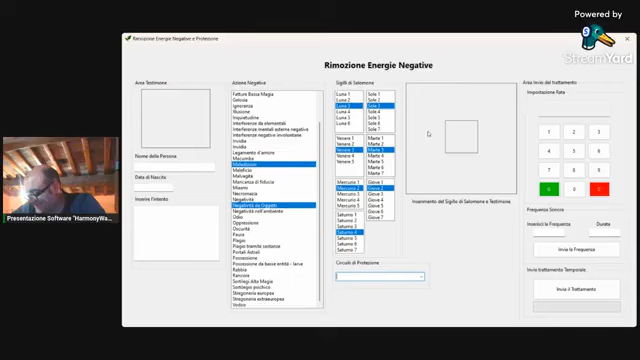 Powered by
StreamYard
Rimozione Energie Negative e Protezione
Rimozione Energie Negative
Area Testimone
Nome della Persona
Data di Nascita
Inserire l'intento
Azione Negativa
Fatture Bassa Magia
Gelosia
Ignoranza
Illusione
Inquietudine
Interferenze da elementali
Interferenze mentali esterne negative
Interferenze negative involontarie
Invidia
Invidie
Legamento d'amore
Macumba
Maledizioni
Maleficio
Malvagità
Mancanza di fiducia
Miasmi
Necromanzia
Negatività
Negatività da Oggetti
Negatività nell'ambiente
Odio
Oppressione
Oscurità
Paura
Plagio
Plagio tramite sostanze
Portali Astrali
Possessione
Possessione da basse entità - larve
Rabbia
Rancore
Sortilegi Alta Magia
Sortilegio psichico
Stregoneria europea
Stregoneria extraeuropea
Vodoo
Sigilli di Salomone
Luna 1
Luna 2
Luna 3
Luna 4
Luna 5
Luna 6
Sole 1
Sole 2
Sole 3
Sole 4
Sole 5
Sole 6
Sole 7
Venere 1
Venere 2
Venere 3
Venere 4
Venere 5
Marte 1
Marte 2
Marte 3
Marte 4
Marte 5
Marte 6
Marte 7
Mercurio 1
Mercurio 2
Mercurio 3
Mercurio 4
Mercurio 5
Giove 1
Giove 2
Giove 3
Giove 4
Giove 5
Giove 6
Giove 7
Saturno 1
Saturno 2
Saturno 3
Saturno 4
Saturno 5
Saturno 6
Saturno 7
Circuiti di Protezione
Inserimento del Sigillo di Salomone e Testimone
Area Invio del trattamento
Impostazione Rata
1 2 3
4 5 6
7 8 9
Frequenza Sonora
Inserisci la Frequenza
Durata
Invia la Frequenza
Invio trattamento Temporale
Invia il Trattamento
Presentazione Software "HarmonyWa...